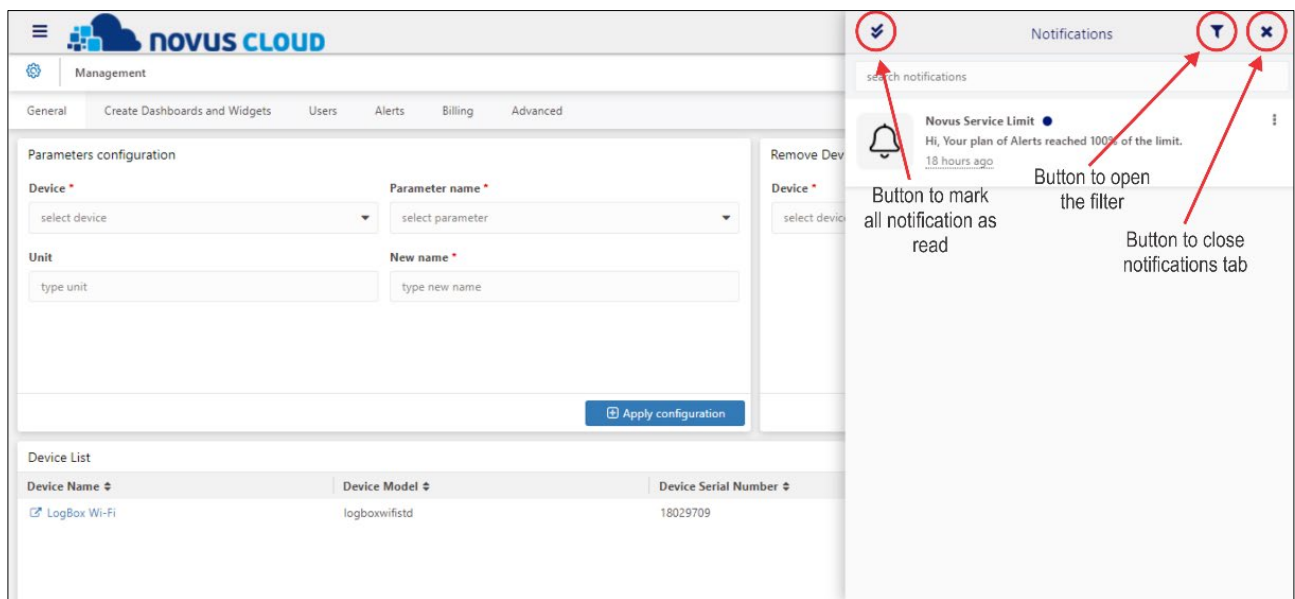 NOVUS CLOUD
Management
General Create Dashboards and Widgets Users Alerts Billing Advanced
Parameters configuration
Device *
select device
Parameter name *
select parameter
Unit
type unit
New name *
type new name
Apply configuration
Remove Dev
Device *
select device
Device List
Device Name Device Model Device Serial Number
LogBox Wi-Fi logboxwifistd 18029709
Notifications
search notifications
Novus Service Limit
Hi, Your plan of Alerts reached 100% of the limit.
18 hours ago
Button to mark
all notification as
read
Button to open
the filter
Button to close
notifications tab